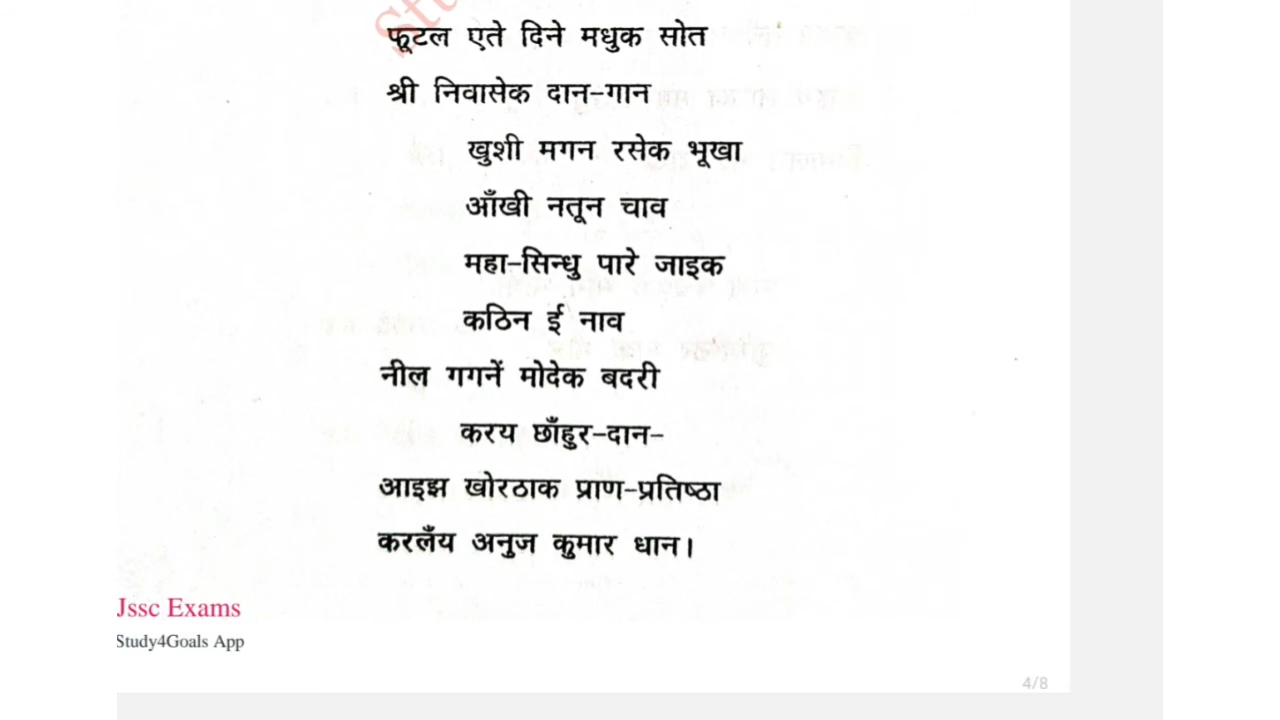 फूटल एते दिने मधुक सोत
श्री निवासेक दान-गान
खुशी मगन रसेक भूखा
आँखी नतून चाव
महा-सिन्धु पारे जाइक
कठिन ई नाव
नील गगनें मोदेक बदरी
करय छाँहुर-दान-
आइझ खोरठाक प्राण-प्रतिष्ठा
करलँय अनुज कुमार धान।
Jssc Exams
Study4Goals App
4/8